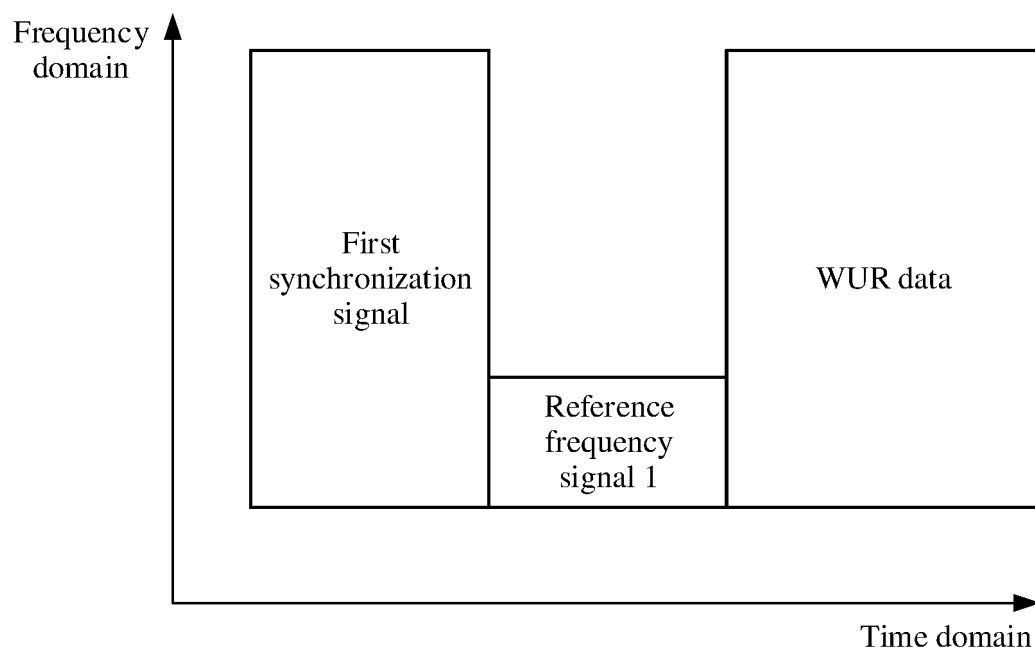 Frequency
domain
First
synchronization
signal
WUR data
Reference
frequency
signal 1
Time domain